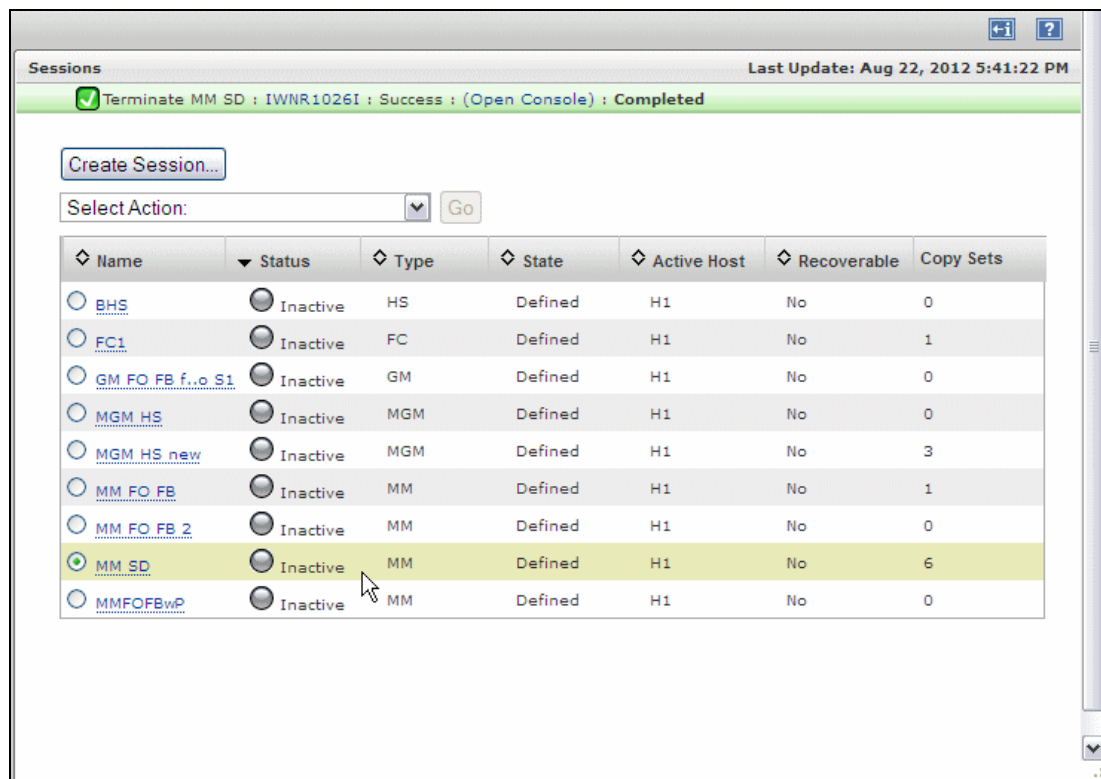 ?
Sessions Last Update: Aug 22, 2012 5:41:22 PM
Terminate MM SD : IWNR1026I : Success : (Open Console) : Completed
Create Session...
Select Action: Go
Name Status Type State Active Host Recoverable Copy Sets
BHS Inactive HS Defined H1 No 0
FC1 Inactive FC Defined H1 No 1
GM FO FB f..o S1 Inactive GM Defined H1 No 0
MGM HS Inactive MGM Defined H1 No 0
MGM HS new Inactive MGM Defined H1 No 3
MM FO FB Inactive MM Defined H1 No 1
MM FO FB 2 Inactive MM Defined H1 No 0
MM SD Inactive MM Defined H1 No 6
MMFOFBwP Inactive MM Defined H1 No 0